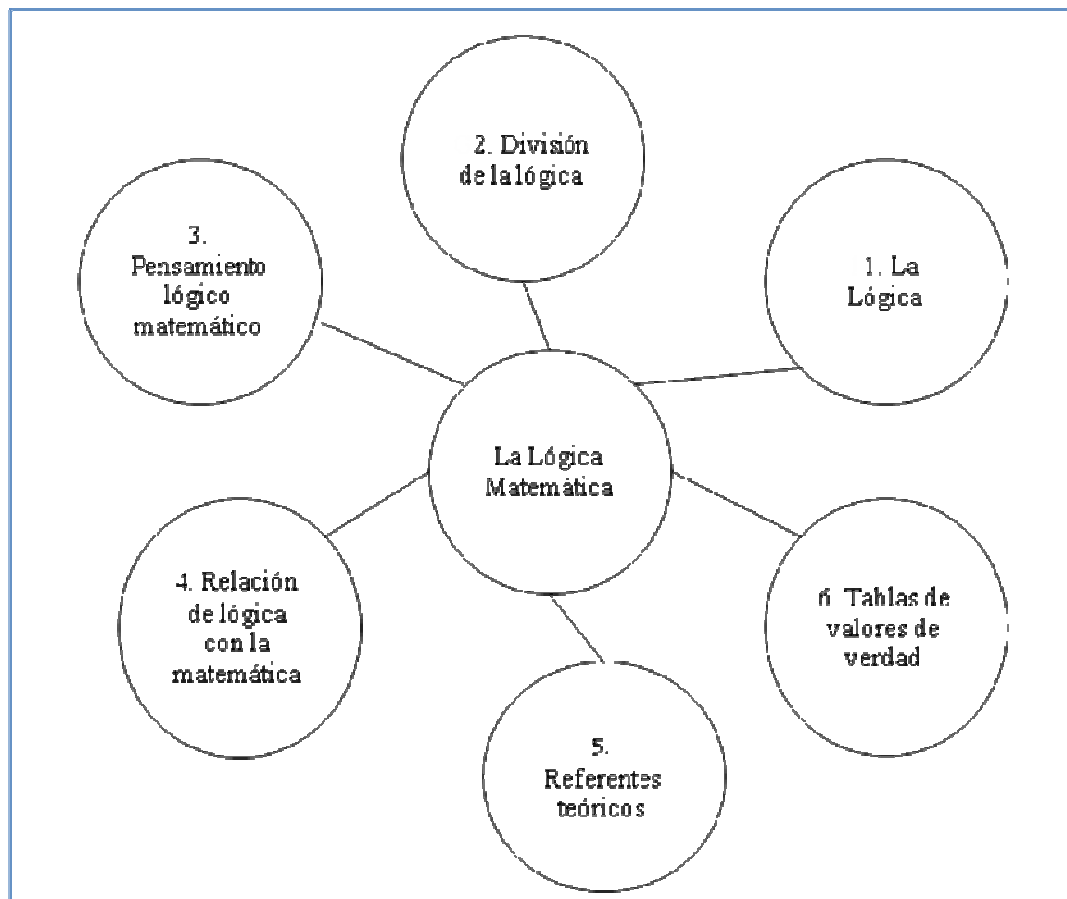 2. División
de la lógica
3.
Pensamiento
lógico
matemático
1. La
Lógica
La Lógica
Matemática
4. Relación
de lógica
con la
matemática
6. Tablas de
valores de
verdad
5.
Referentes
teóricos